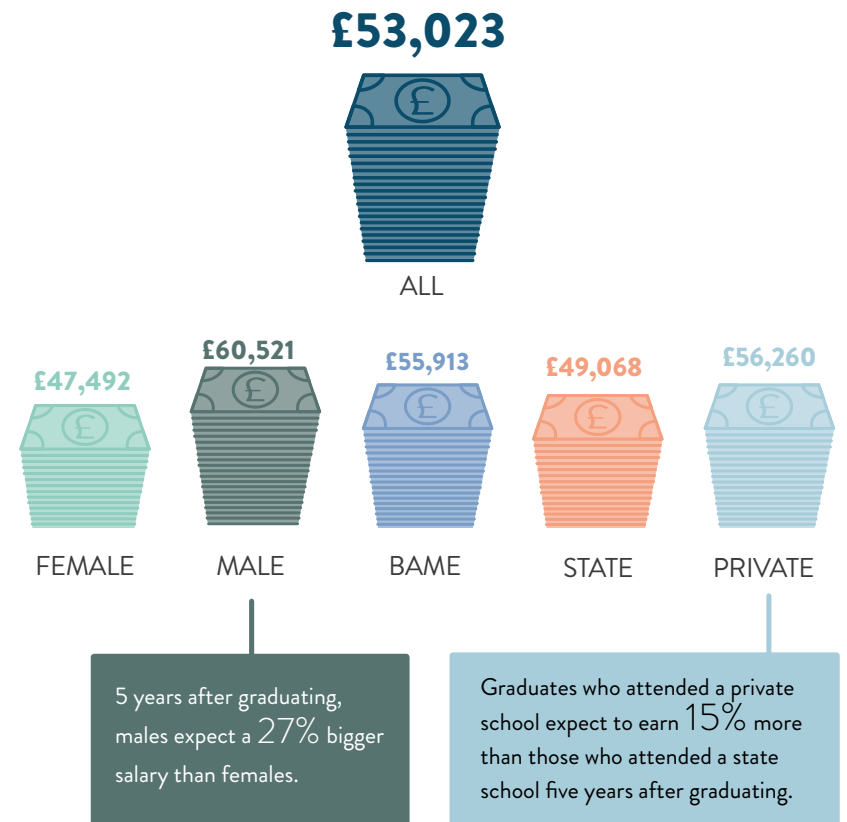 £53,023
£
ALL
£47,492
£60,521
£55,913
£49,068
£56,260
£
£
£
£
£
FEMALE
MALE
BAME
STATE
PRIVATE
5 years after graduating,
males expect a 27% bigger
salary than females.
Graduates who attended a private
school expect to earn 15% more
than those who attended a state
school five years after graduating.